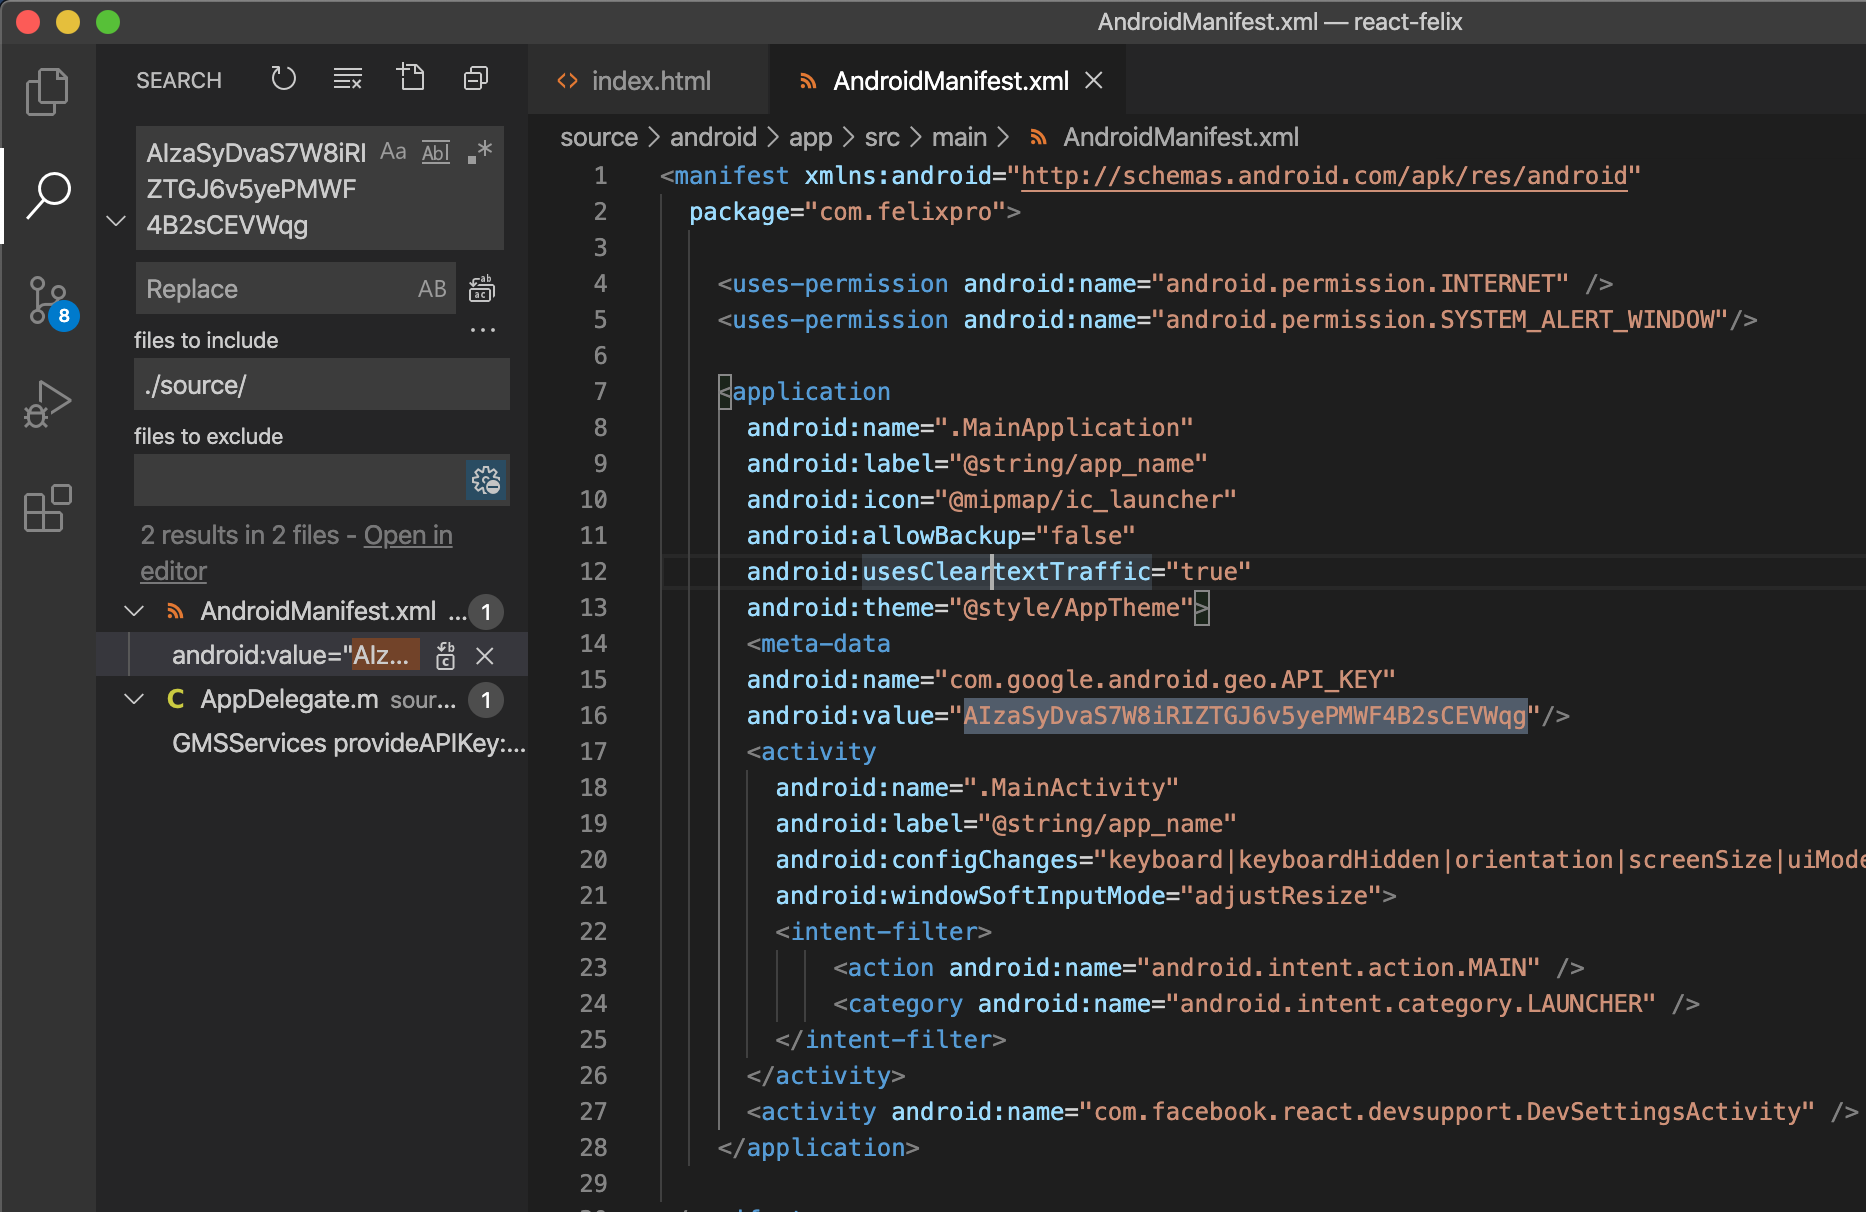 AndroidManifest.xml — react-felix
SEARCH
AIzaSyDvaS7W8iRI
ZTGJ6v5yePMWF
4B2sCEVWqg
Aa Abl .*
Replace AB
files to include
./source/
files to exclude
2 results in 2 files - Open in
editor
AndroidManifest.xml ... 1
android:value="AIz...
AppDelegate.m sour... 1
GMSServices provideAPIKey:...
8
index.html
AndroidManifest.xml
source > android > app > src > main > AndroidManifest.xml
1 <manifest xmlns:android="http://schemas.android.com/apk/res/android"
2 package="com.felixpro">
3
4 <uses-permission android:name="android.permission.INTERNET" />
5 <uses-permission android:name="android.permission.SYSTEM_ALERT_WINDOW"/>
6
7 <application
8 android:name=".MainApplication"
9 android:label="@string/app_name"
10 android:icon="@mipmap/ic_launcher"
11 android:allowBackup="false"
12 android:usesCleartextTraffic="true"
13 android:theme="@style/AppTheme">
14 <meta-data
15 android:name="com.google.android.geo.API_KEY"
16 android:value="AIzaSyDvaS7W8iRIZTGJ6v5yePMWF4B2sCEVWqg"/>
17 <activity
18 android:name=".MainActivity"
19 android:label="@string/app_name"
20 android:configChanges="keyboard|keyboardHidden|orientation|screenSize|uiMode
21 android:windowSoftInputMode="adjustResize">
22 <intent-filter>
23 <action android:name="android.intent.action.MAIN" />
24 <category android:name="android.intent.category.LAUNCHER" />
25 </intent-filter>
26 </activity>
27 <activity android:name="com.facebook.react.devsupport.DevSettingsActivity" />
28 </application>
29